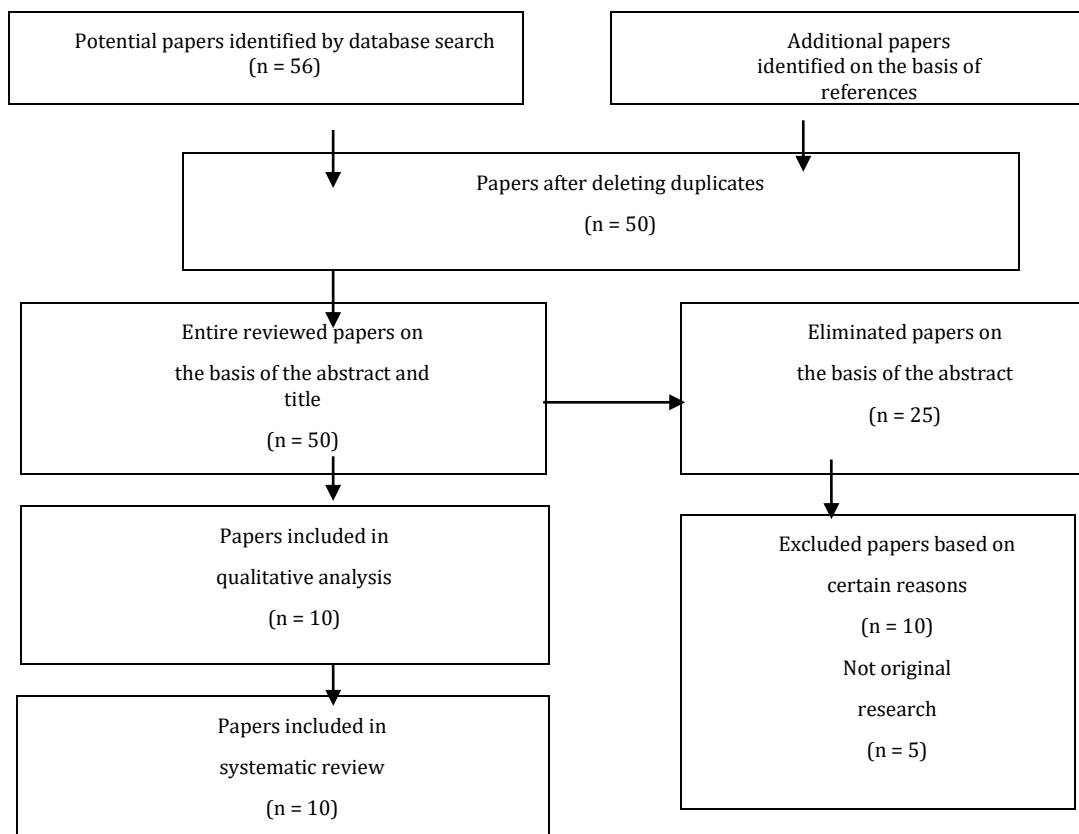 Potential papers identified by database search
(n = 56)
Additional papers
identified on the basis of
references
Papers after deleting duplicates
(n = 50)
Entire reviewed papers on
the basis of the abstract and
title
(n = 50)
Eliminated papers on
the basis of the abstract
(n = 25)
Papers included in
qualitative analysis
(n = 10)
Excluded papers based on
certain reasons
(n = 10)
Not original
research
(n = 5)
Papers included in
systematic review
(n = 10)